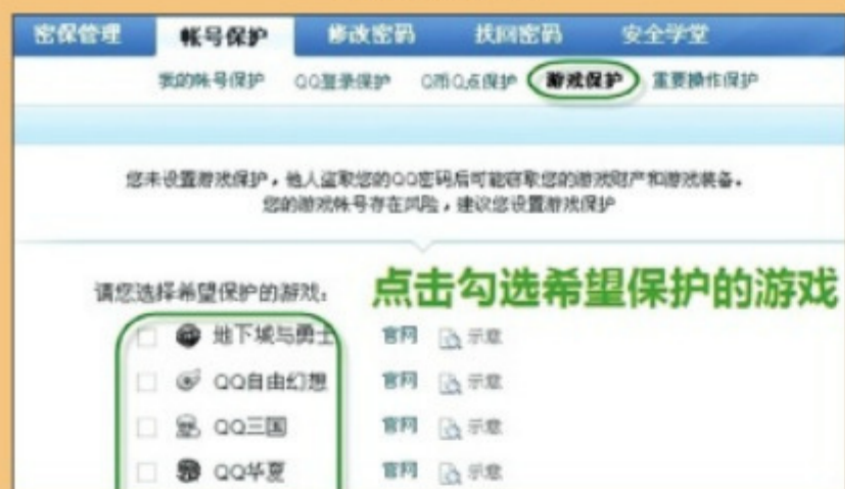 密保管理 帐号保护 修改密码 找回密码 安全学堂
我的帐号保护 QQ登录保护 Q币Q点保护 游戏保护 重要操作保护
您未设置游戏保护，他人盗取您的QQ密码后可能窃取您的游戏财产和游戏装备。
您的游戏帐号存在风险，建议您设置游戏保护
请您选择希望保护的游戏： 点击勾选希望保护的游戏
地下城与勇士 官网 示意
QQ自由幻想 官网 示意
QQ三国 官网 示意
QQ华夏 官网 示意